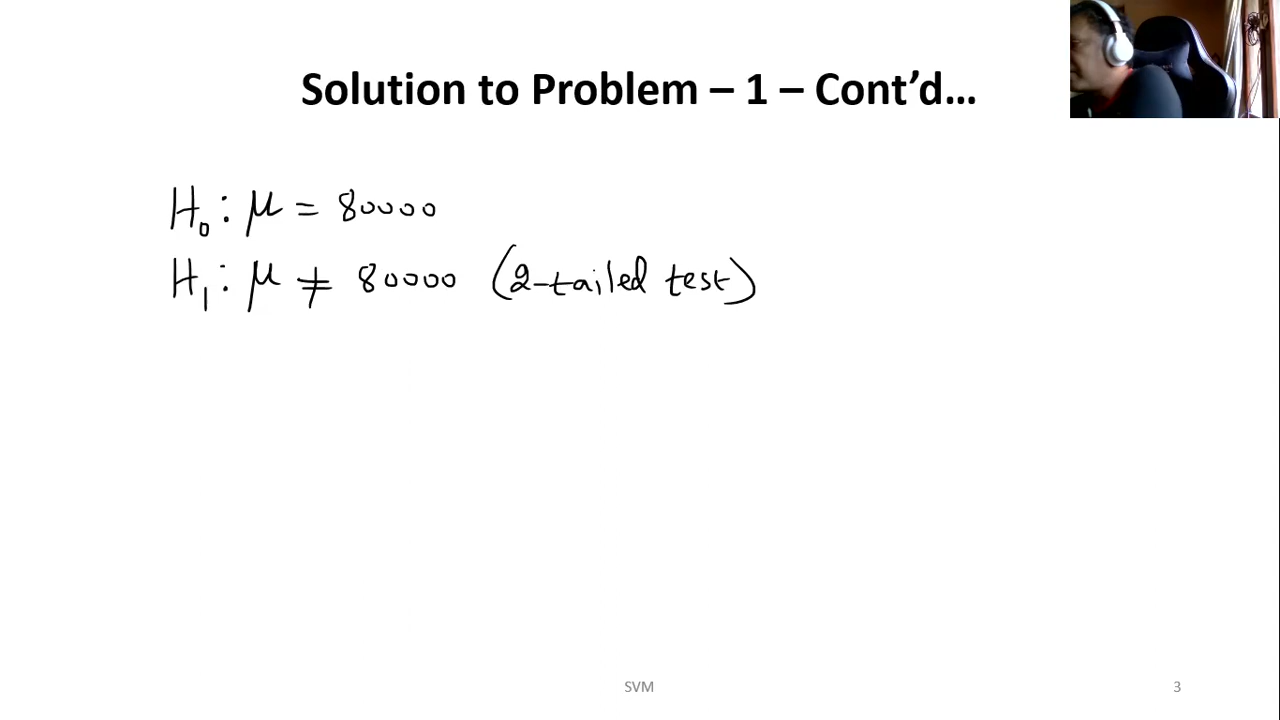 Solution to Problem – 1 – Cont’d…
H₀ : μ = 80000
H₁ : μ ≠ 80000 (2-tailed test)
SVM
3